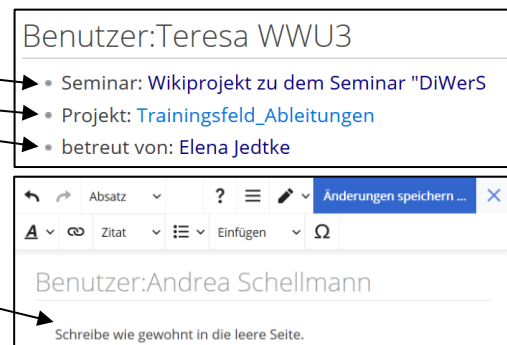 Benutzer:Teresa WWU3
Seminar: Wikiprojekt zu dem Seminar "DiWerS
Projekt: Trainingsfeld_Ableitungen
betreut von: Elena Jedtke
Absatz ? Änderungen speichern ...
A Zitat Einfügen Ω
Benutzer:Andrea Schellmann
Schreibe wie gewohnt in die leere Seite.